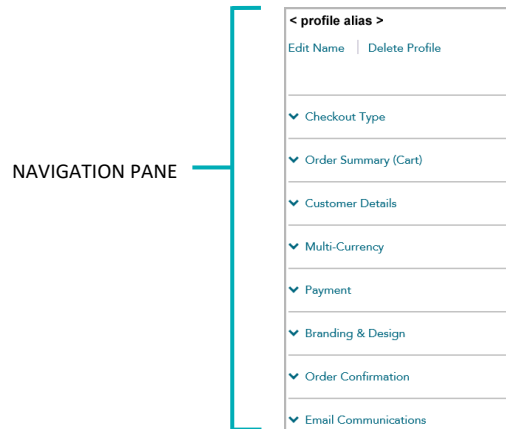 < profile alias >
Edit Name | Delete Profile
Checkout Type
Order Summary (Cart)
NAVIGATION PANE
Customer Details
Multi-Currency
Payment
Branding & Design
Order Confirmation
Email Communications